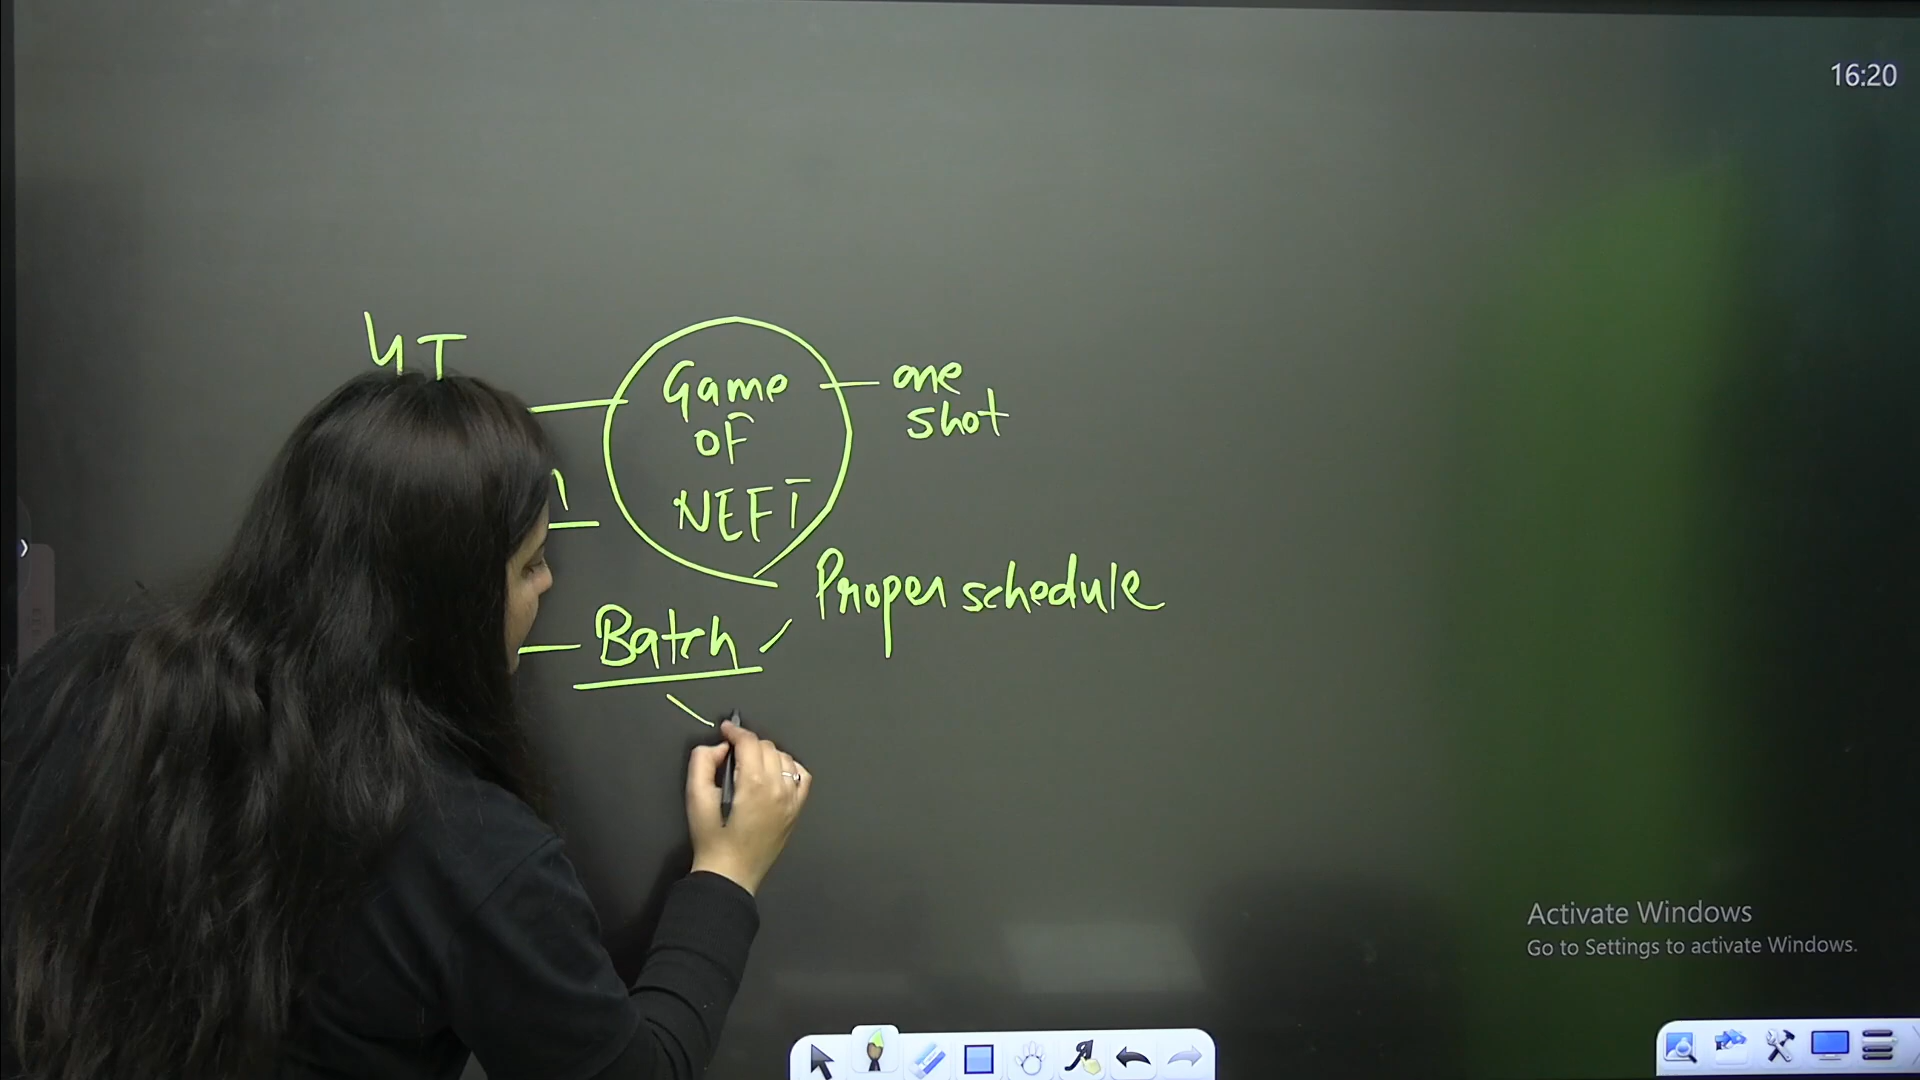 16:20
YT
Game
OF
NEET
one
shot
Proper schedule
Batch
Activate Windows
Go to Settings to activate Windows.